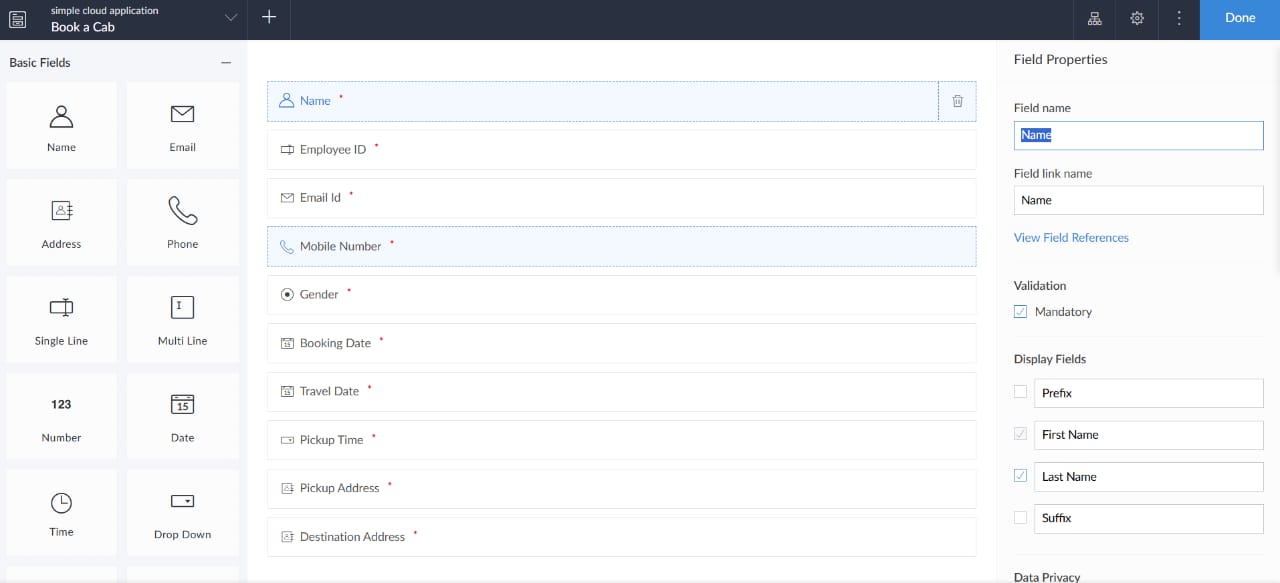 simple cloud application
Book a Cab
Done
Basic Fields
Name
Email
Address
Phone
Single Line
Multi Line
123
Number
15
Date
Time
Drop Down
Name *
Employee ID *
Email Id *
Mobile Number *
Gender *
15 Booking Date *
15 Travel Date *
Pickup Time *
Pickup Address *
Destination Address *
Field Properties
Field name
Name
Field link name
Name
View Field References
Validation
Mandatory
Display Fields
Prefix
First Name
Last Name
Suffix
Data Privacy